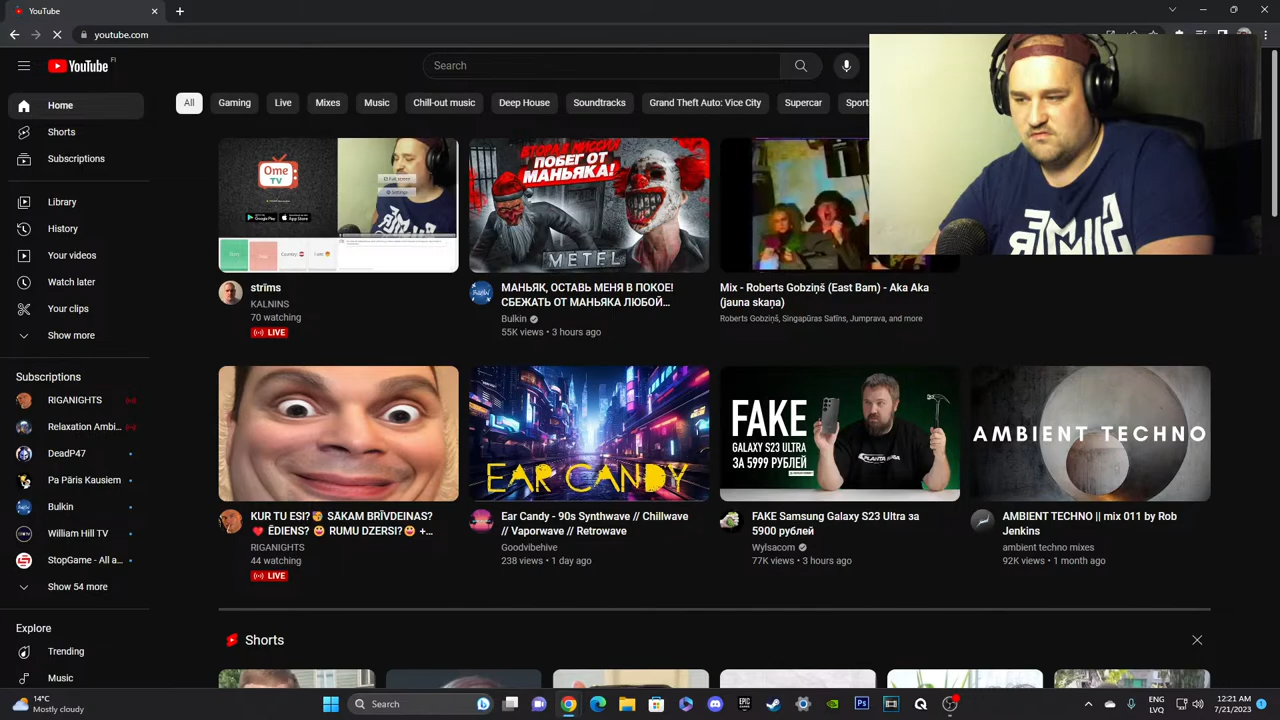 YouTube
youtube.com
YouTube FI
Search
All
Gaming
Live
Mixes
Music
Chill-out music
Deep House
Soundtracks
Grand Theft Auto: Vice City
Supercar
Home
Shorts
Subscriptions
Library
History
Your videos
Watch later
Your clips
Show more
Subscriptions
RIGANIGHTS
Relaxation Ambi...
DeadP47
Pa Pāris Kausiem
Bulkin
William Hill TV
StopGame - All a...
Show 54 more
Explore
Trending
Music
Ome
TV
Full screen
Settings
strīms
KALNINS
70 watching
LIVE
ВТОРАЯ МИССИЯ
ПОБЕГ ОТ
МАНЬЯКА!
METEL
МАНЬЯК, ОСТАВЬ МЕНЯ В ПОКОЕ!
СБЕЖАТЬ ОТ МАНЬЯКА ЛЮБОЙ...
Bulkin
55K views • 3 hours ago
Mix - Roberts Gobziņš (East Bam) - Aka Aka
(jauna skaņa)
Roberts Gobziņš, Singapūras Satīns, Jumprava, and more
KUR TU ESI? SĀKAM BRĪVDEINAS?
ĒDIENS? RUMU DZERSI? +...
RIGANIGHTS
44 watching
LIVE
EAR CANDY
Ear Candy - 90s Synthwave // Chillwave
// Vaporwave // Retrowave
Goodvibehive
238 views • 1 day ago
FAKE
GALAXY S23 ULTRA
ЗА 5999 РУБЛЕЙ
FAKE Samsung Galaxy S23 Ultra за
5900 рублей
Wylsacom
77K views • 3 hours ago
AMBIENT TECHNO
AMBIENT TECHNO || mix 011 by Rob
Jenkins
ambient techno mixes
92K views • 1 month ago
Shorts
14°C
Mostly cloudy
Search
ENG
LVQ
12:21 AM
7/21/2023